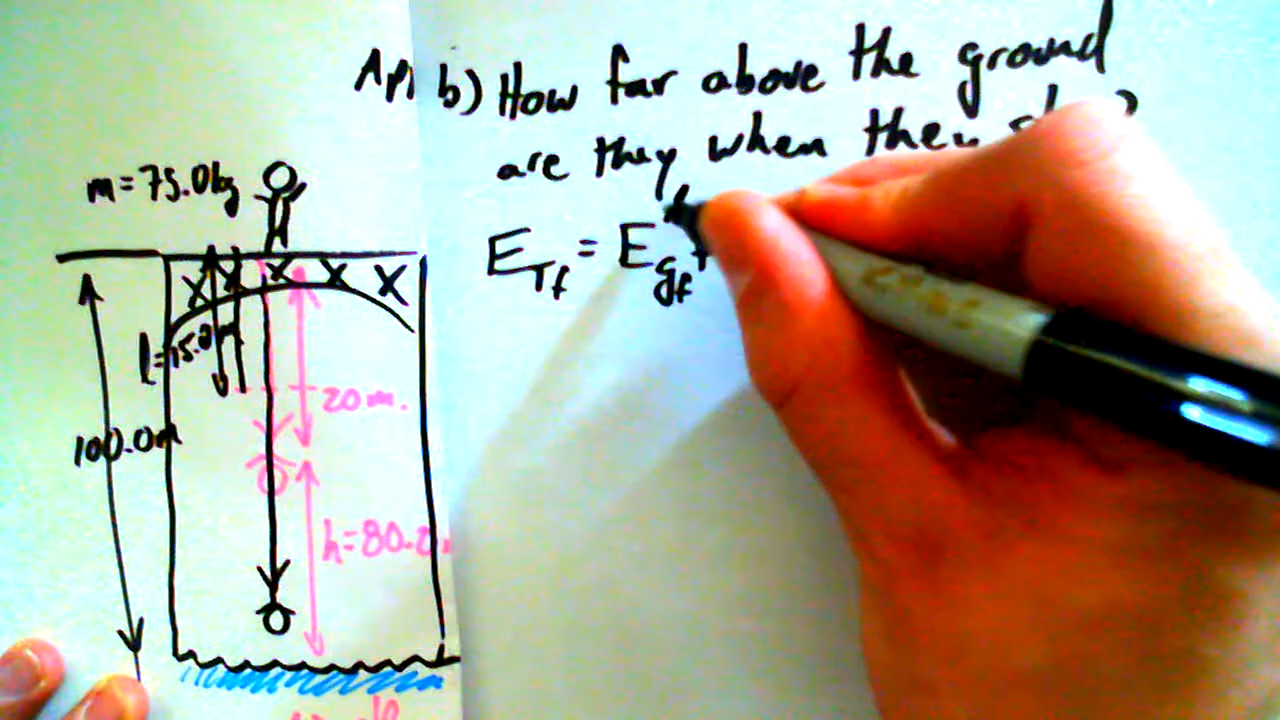 b) How far above the ground
are they when they
E_Tf = E_gf +
m = 75.0kg
X X X X X
l = 15.0m
20 m.
100.0m
h = 80.0